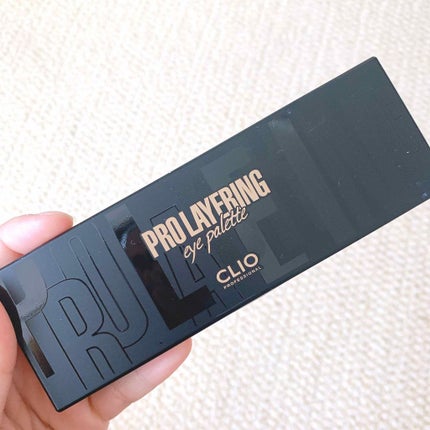 PRO LAYERING
eye palette
CLIO
PROFESSIONAL